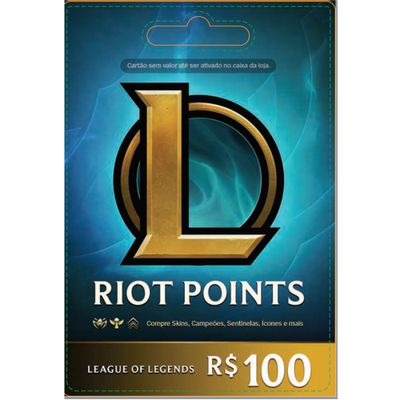 Cartão sem valor até ser ativado no caixa da loja.
L
RIOT POINTS
Compre Skins, Campeões, Sentinelas, Ícones e mais
LEAGUE OF LEGENDS R$ 100